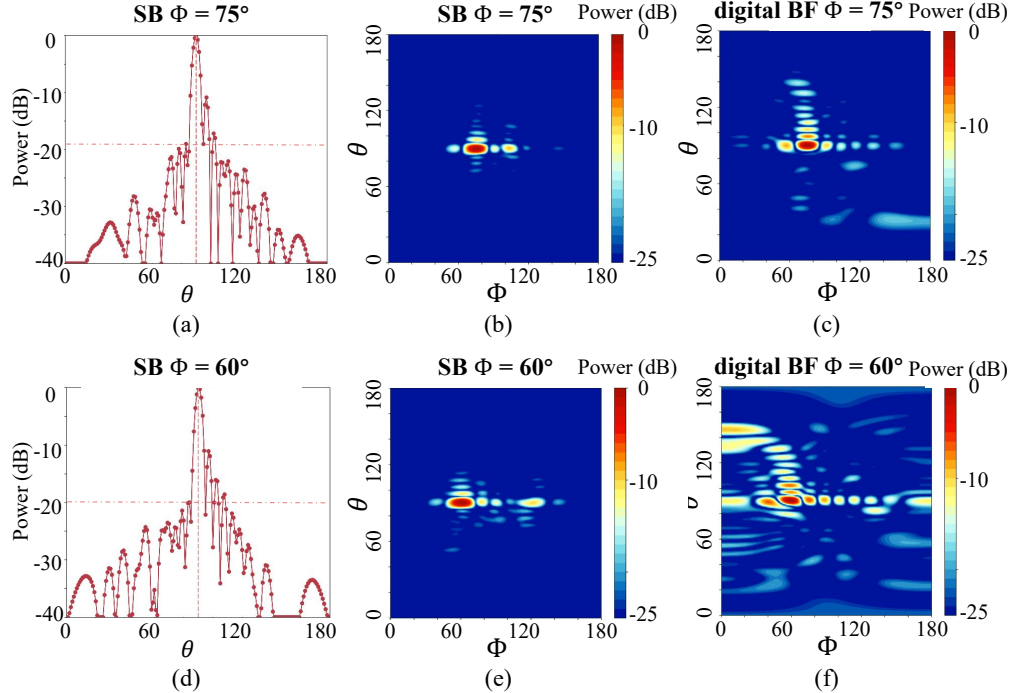 SB Φ = 75°
0
-10
-20
-30
-40
Power (dB)
0 60 120 180
θ
(a)
SB Φ = 75° Power (dB)
180
120
60
0
θ
60 120 180
Φ
0
-10
-25
(b)
digital BF Φ = 75° Power (dB)
180
120
60
0
θ
0 60 120 180
Φ
0
-10
-25
(c)
SB Φ = 60°
0
-10
-20
-30
-40
Power (dB)
0 60 120 180
θ
(d)
SB Φ = 60° Power (dB)
180
120
60
0
θ
0 60 120 180
Φ
0
-10
-25
(e)
digital BF Φ = 60° Power (dB)
180
120
60
0
0 60 120 180
Φ
0
-10
-25
(f)